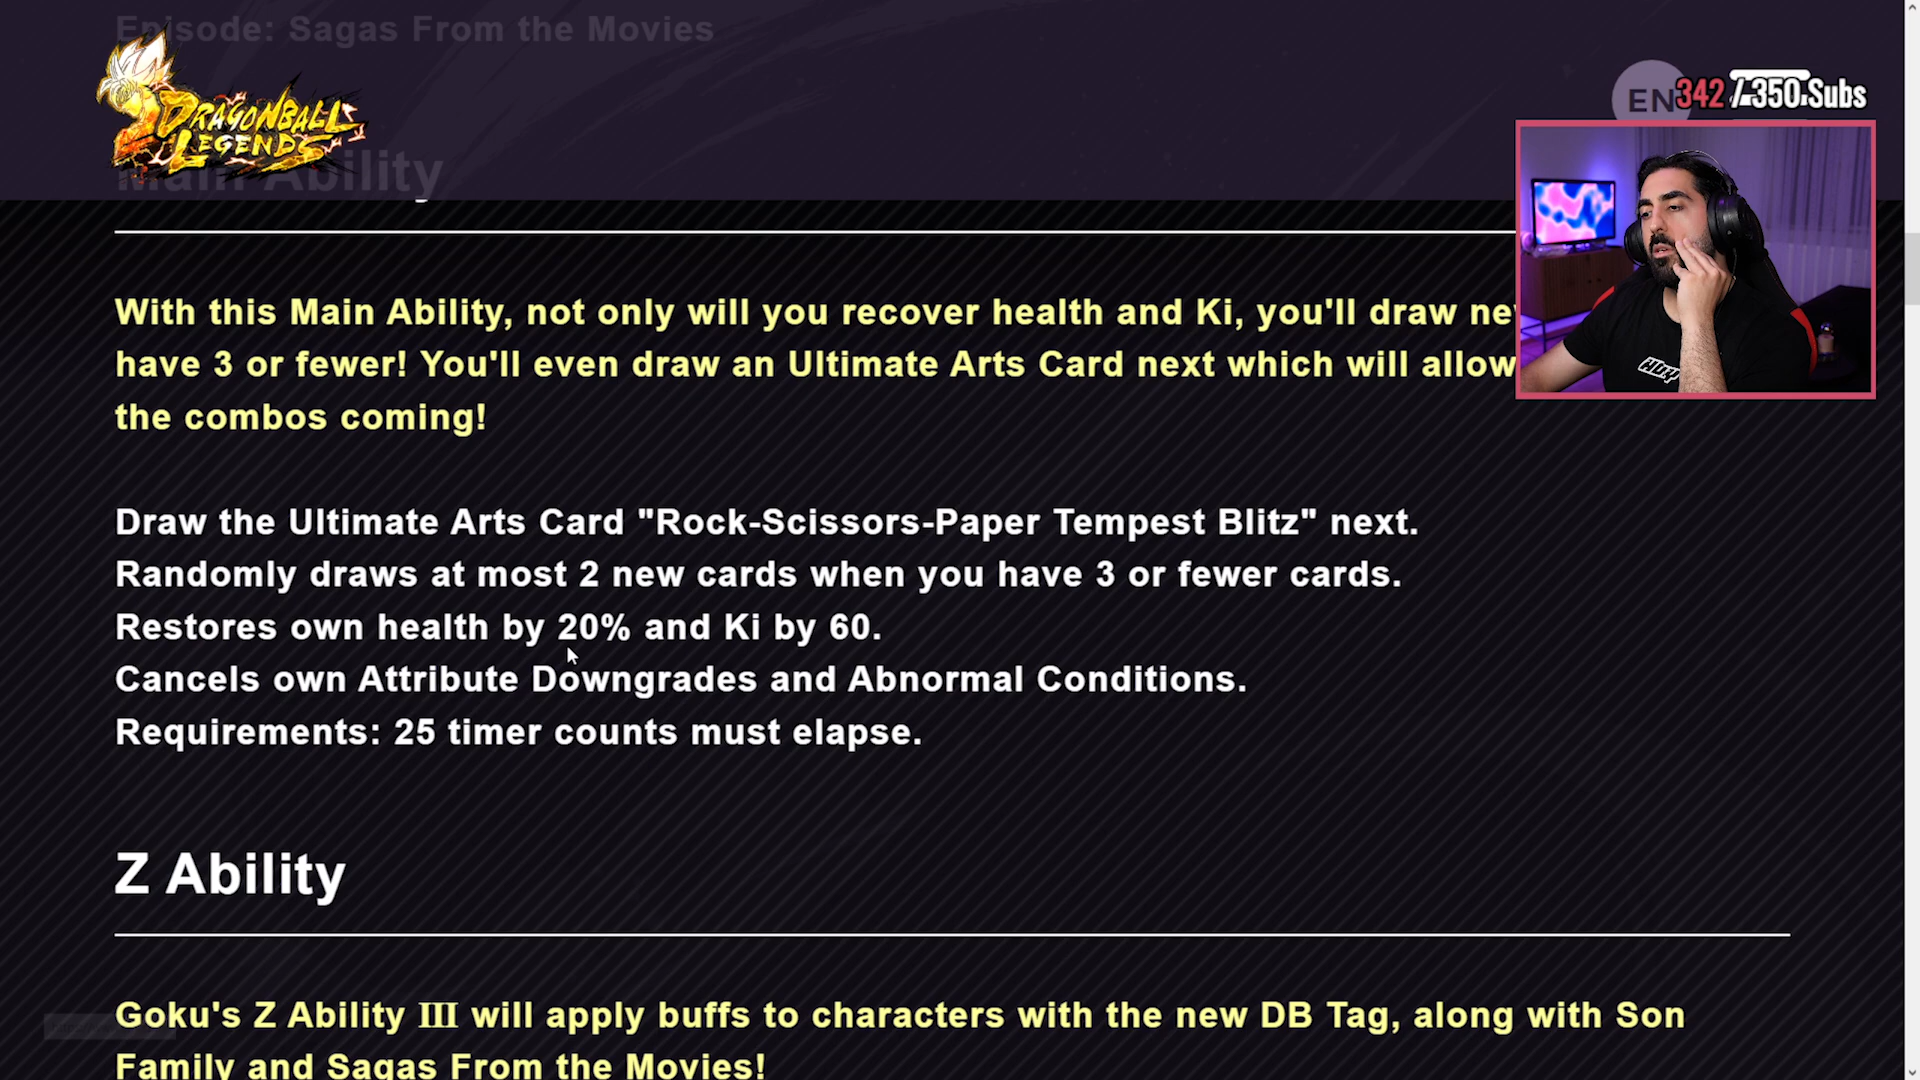 Episode: Sagas From the Movies
DRAGONBALL
LEGENDS
Main Ability
EN
342 / 350 Subs
With this Main Ability, not only will you recover health and Ki, you'll draw
have 3 or fewer! You'll even draw an Ultimate Arts Card next which will allow
the combos coming!
Draw the Ultimate Arts Card "Rock-Scissors-Paper Tempest Blitz" next.
Randomly draws at most 2 new cards when you have 3 or fewer cards.
Restores own health by 20% and Ki by 60.
Cancels own Attribute Downgrades and Abnormal Conditions.
Requirements: 25 timer counts must elapse.
Z Ability
Goku's Z Ability III will apply buffs to characters with the new DB Tag, along with Son
Family and Sagas From the Movies!